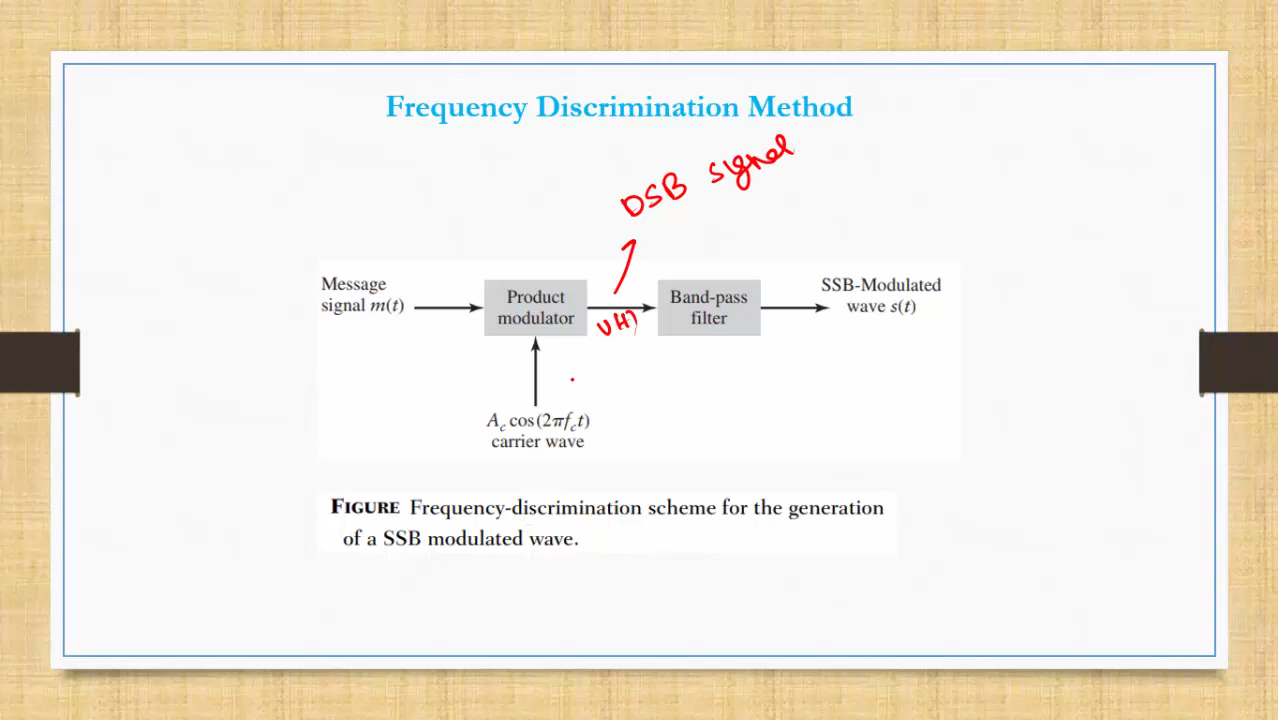 Frequency Discrimination Method
DSB signal
Message
signal m(t)
Product
modulator
v(t)
Band-pass
filter
SSB-Modulated
wave s(t)
A_c cos(2πf_ct)
carrier wave
FIGURE Frequency-discrimination scheme for the generation
of a SSB modulated wave.